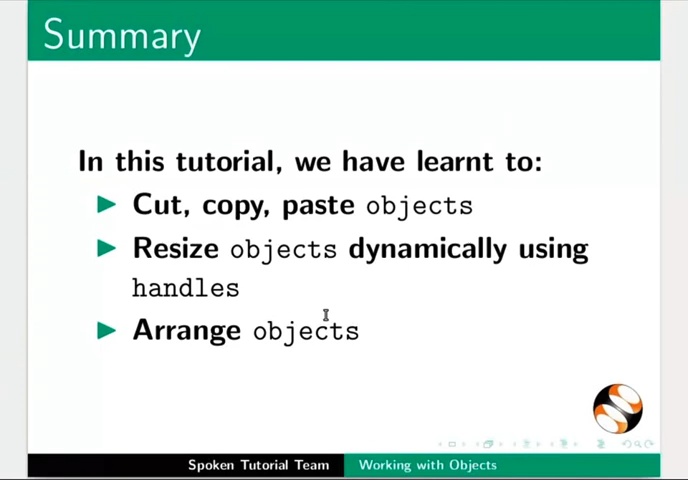 Summary
In this tutorial, we have learnt to:
Cut, copy, paste objects
Resize objects dynamically using
handles
Arrange objects
Spoken Tutorial Team
Working with Objects